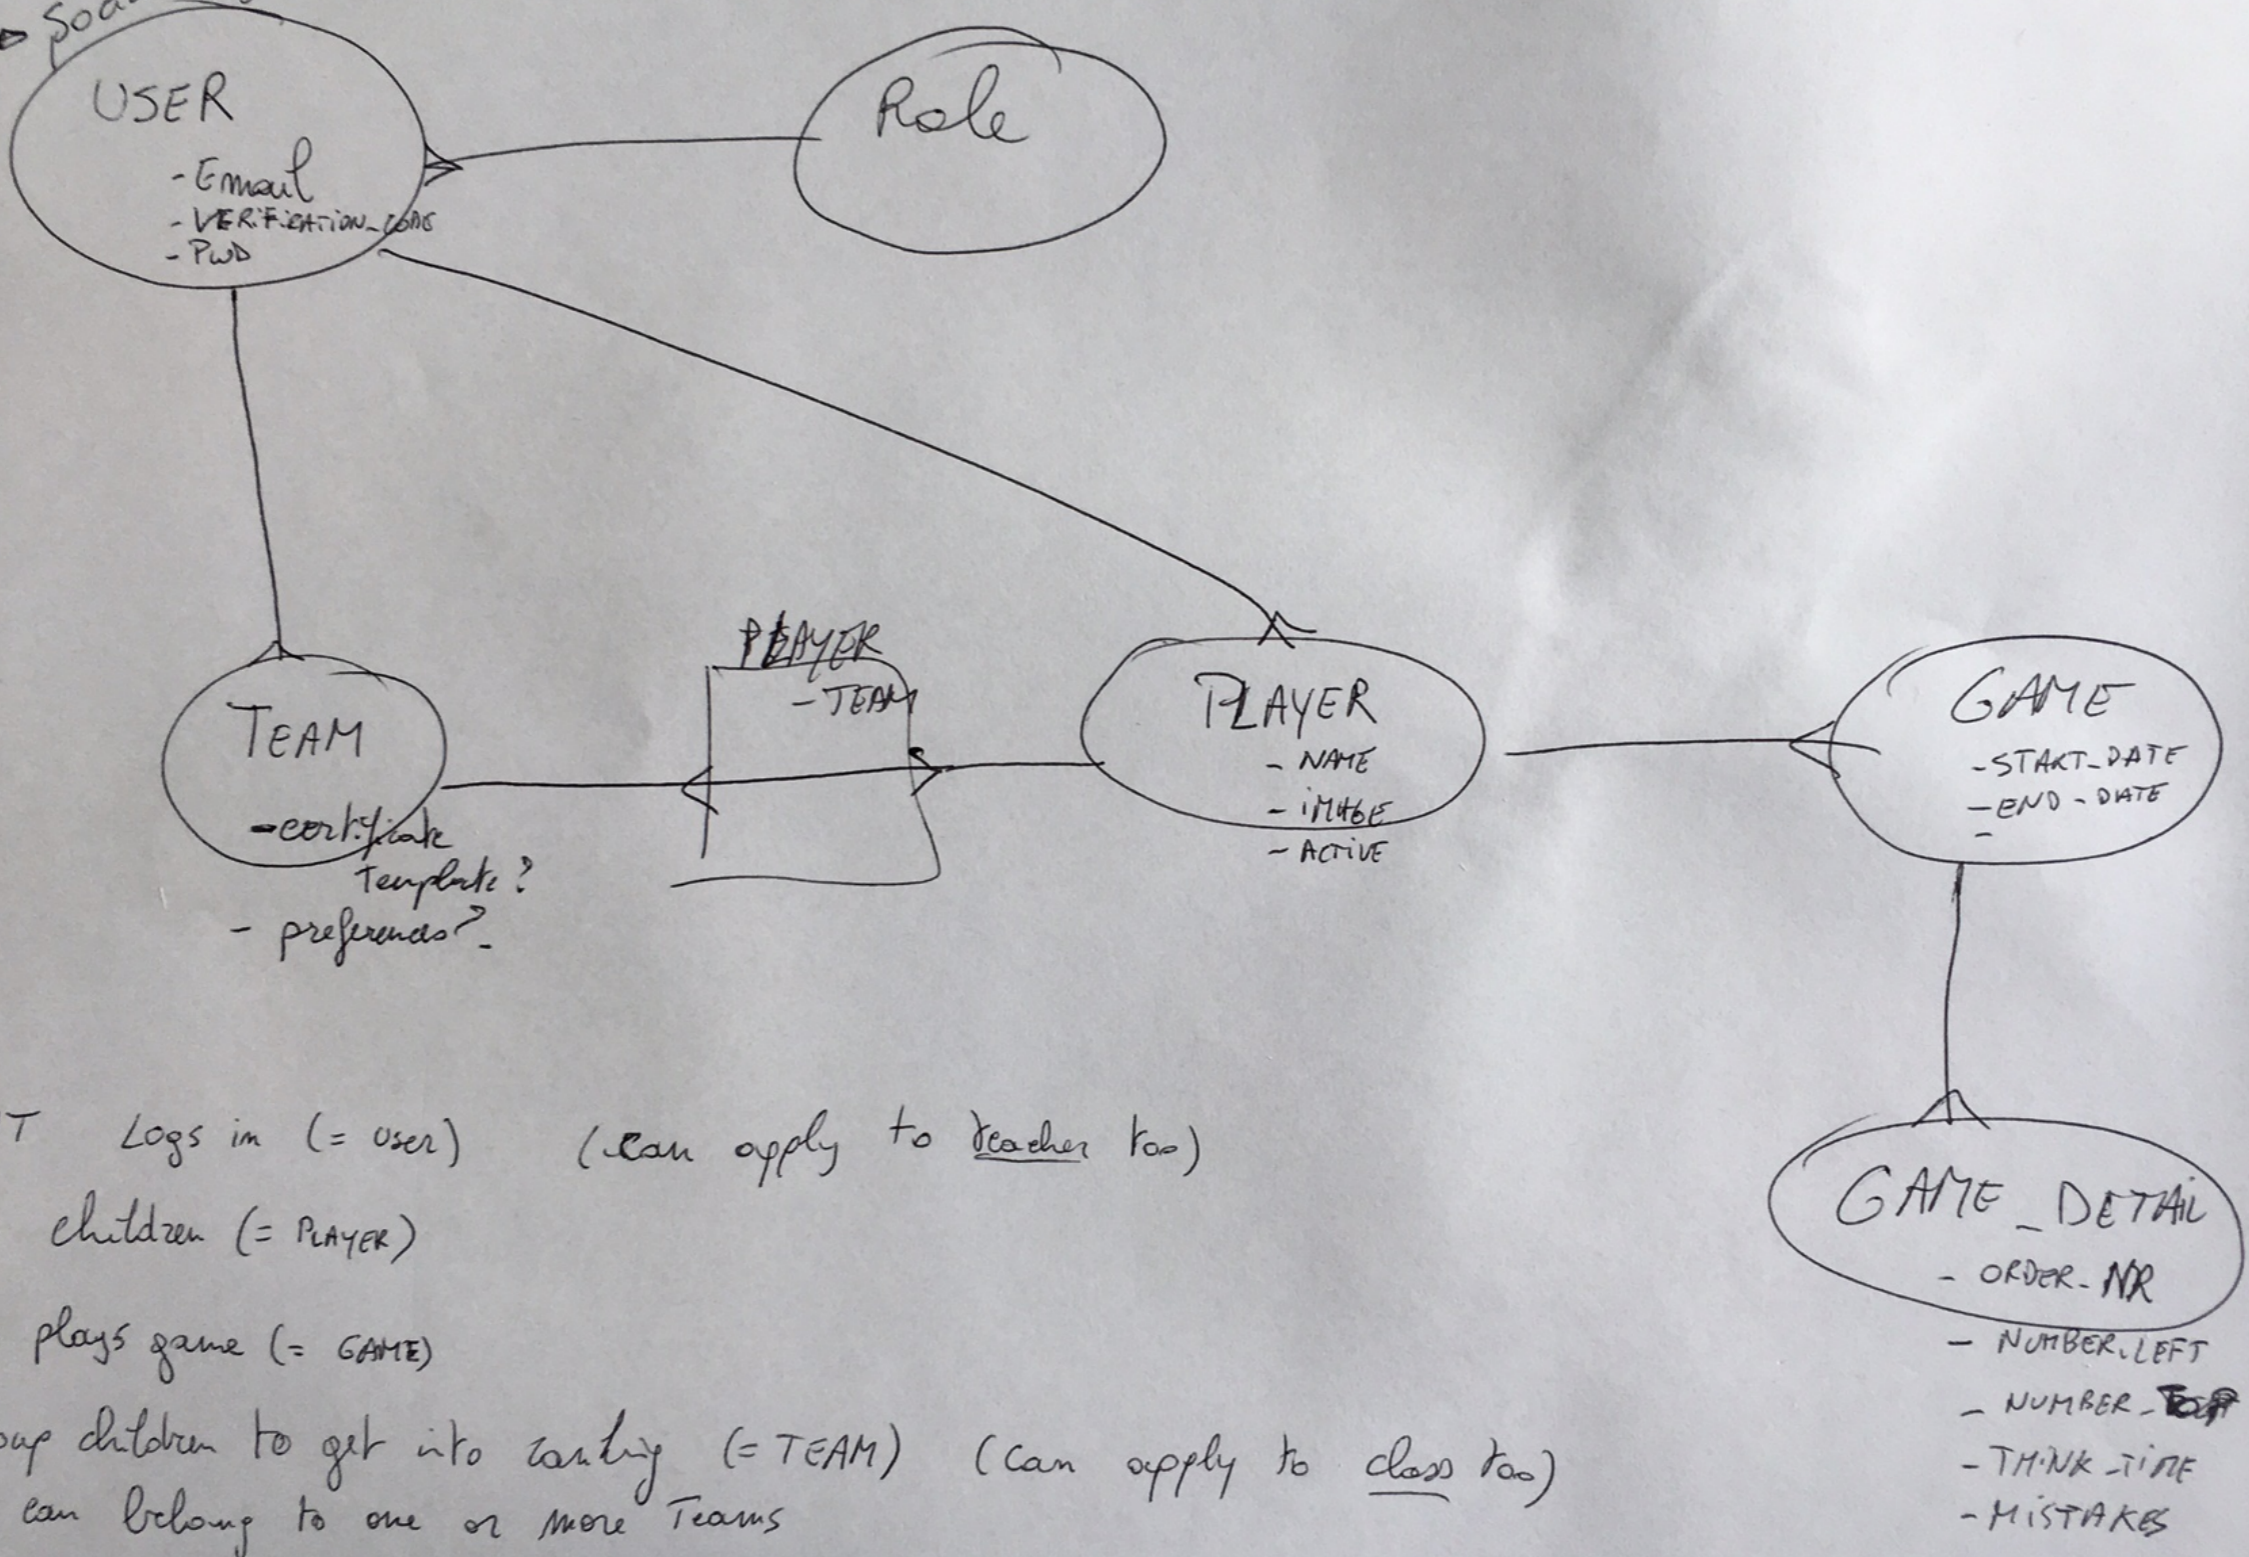 USER
- Email
- VERIFICATION_CODE
- PWD
Role
PLAYER
- TEAM
TEAM
- certificate
Template?
- preferences?
PLAYER
- NAME
- IMAGE
- ACTIVE
GAME
- START_DATE
- END_DATE
-
GAME_DETAIL
- ORDER_NR
- NUMBER_LEFT
- NUMBER_
- THINK_TIME
- MISTAKES
T Logs in (= user) (can apply to teacher too)
children (= PLAYER)
plays game (= GAME)
children to get into ranking (= TEAM) (can apply to class too)
can belong to one or more Teams